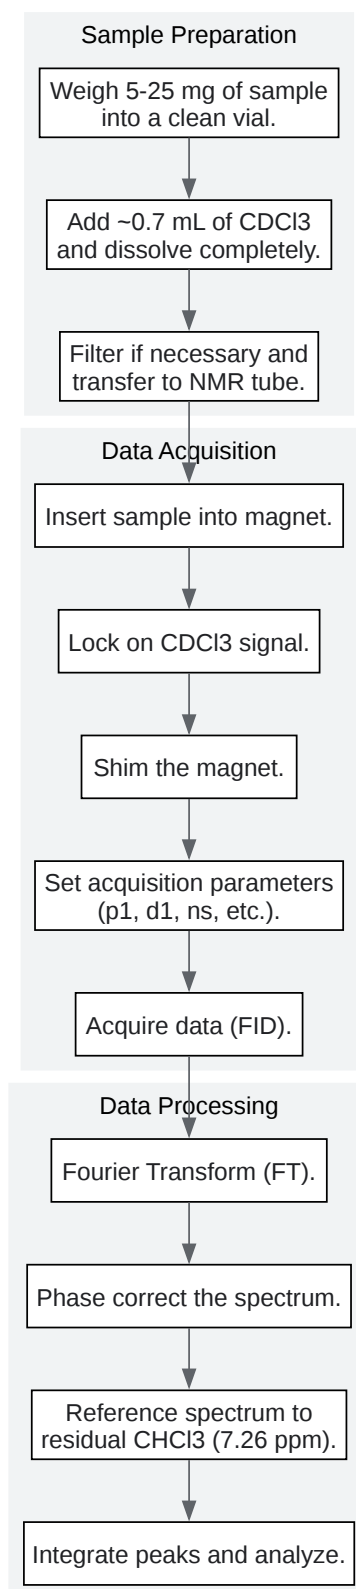 Sample Preparation
Weigh 5-25 mg of sample
into a clean vial.
Add ~0.7 mL of CDCl3
and dissolve completely.
Filter if necessary and
transfer to NMR tube.
Data Acquisition
Insert sample into magnet.
Lock on CDCl3 signal.
Shim the magnet.
Set acquisition parameters
(p1, d1, ns, etc.).
Acquire data (FID).
Data Processing
Fourier Transform (FT).
Phase correct the spectrum.
Reference spectrum to
residual CHCl3 (7.26 ppm).
Integrate peaks and analyze.